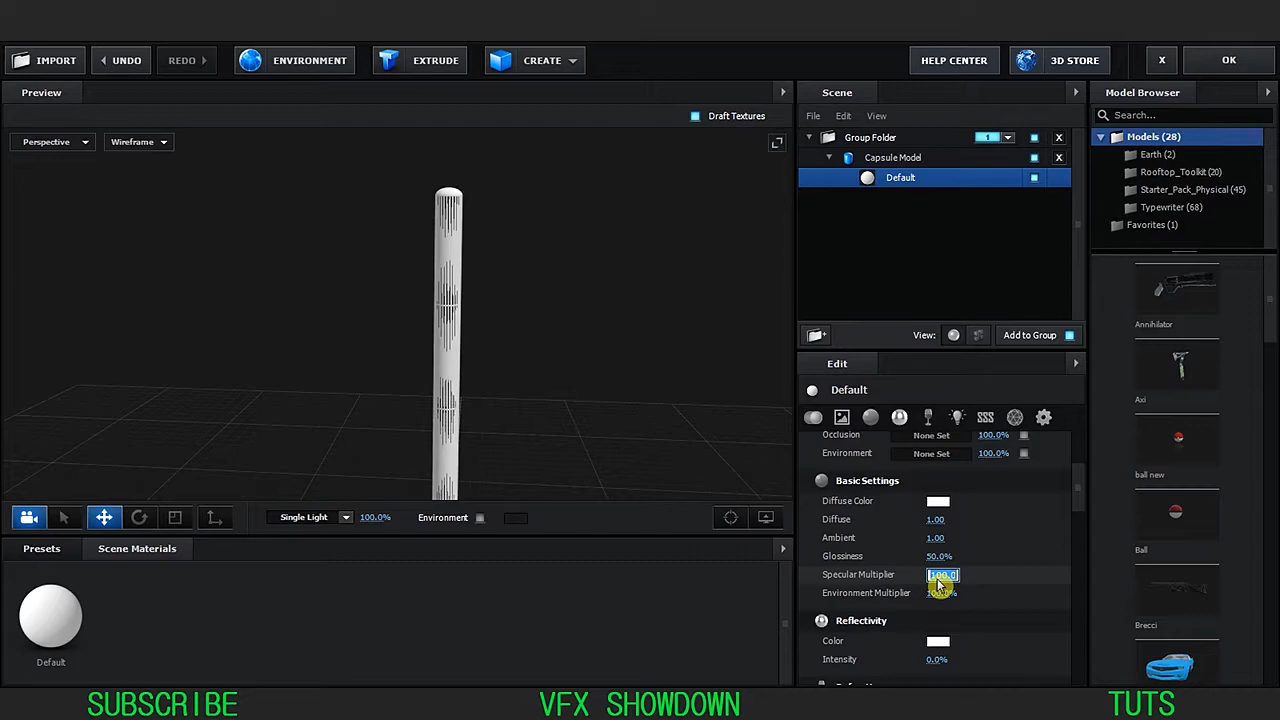 IMPORT
UNDO
REDO
ENVIRONMENT
EXTRUDE
CREATE
HELP CENTER
3D STORE
X
OK
Preview
Draft Textures
Perspective
Wireframe
Single Light
100.0%
Environment
Presets
Scene Materials
Default
Scene
File
Edit
View
Group Folder
1
X
Capsule Model
X
Default
View:
Add to Group
Edit
Default
Occlusion
None Set
100.0%
Environment
None Set
100.0%
Basic Settings
Diffuse Color
Diffuse
1.00
Ambient
1.00
Glossiness
50.0%
Specular Multiplier
100.0
Environment Multiplier
Reflectivity
Color
Intensity
0.0%
Model Browser
Search...
Models (28)
Earth (2)
Rooftop_Toolkit (20)
Starter_Pack_Physical (45)
Typewriter (68)
Favorites (1)
Annihilator
Axi
ball new
Ball
Brecci
SUBSCRIBE
VFX SHOWDOWN
TUTS